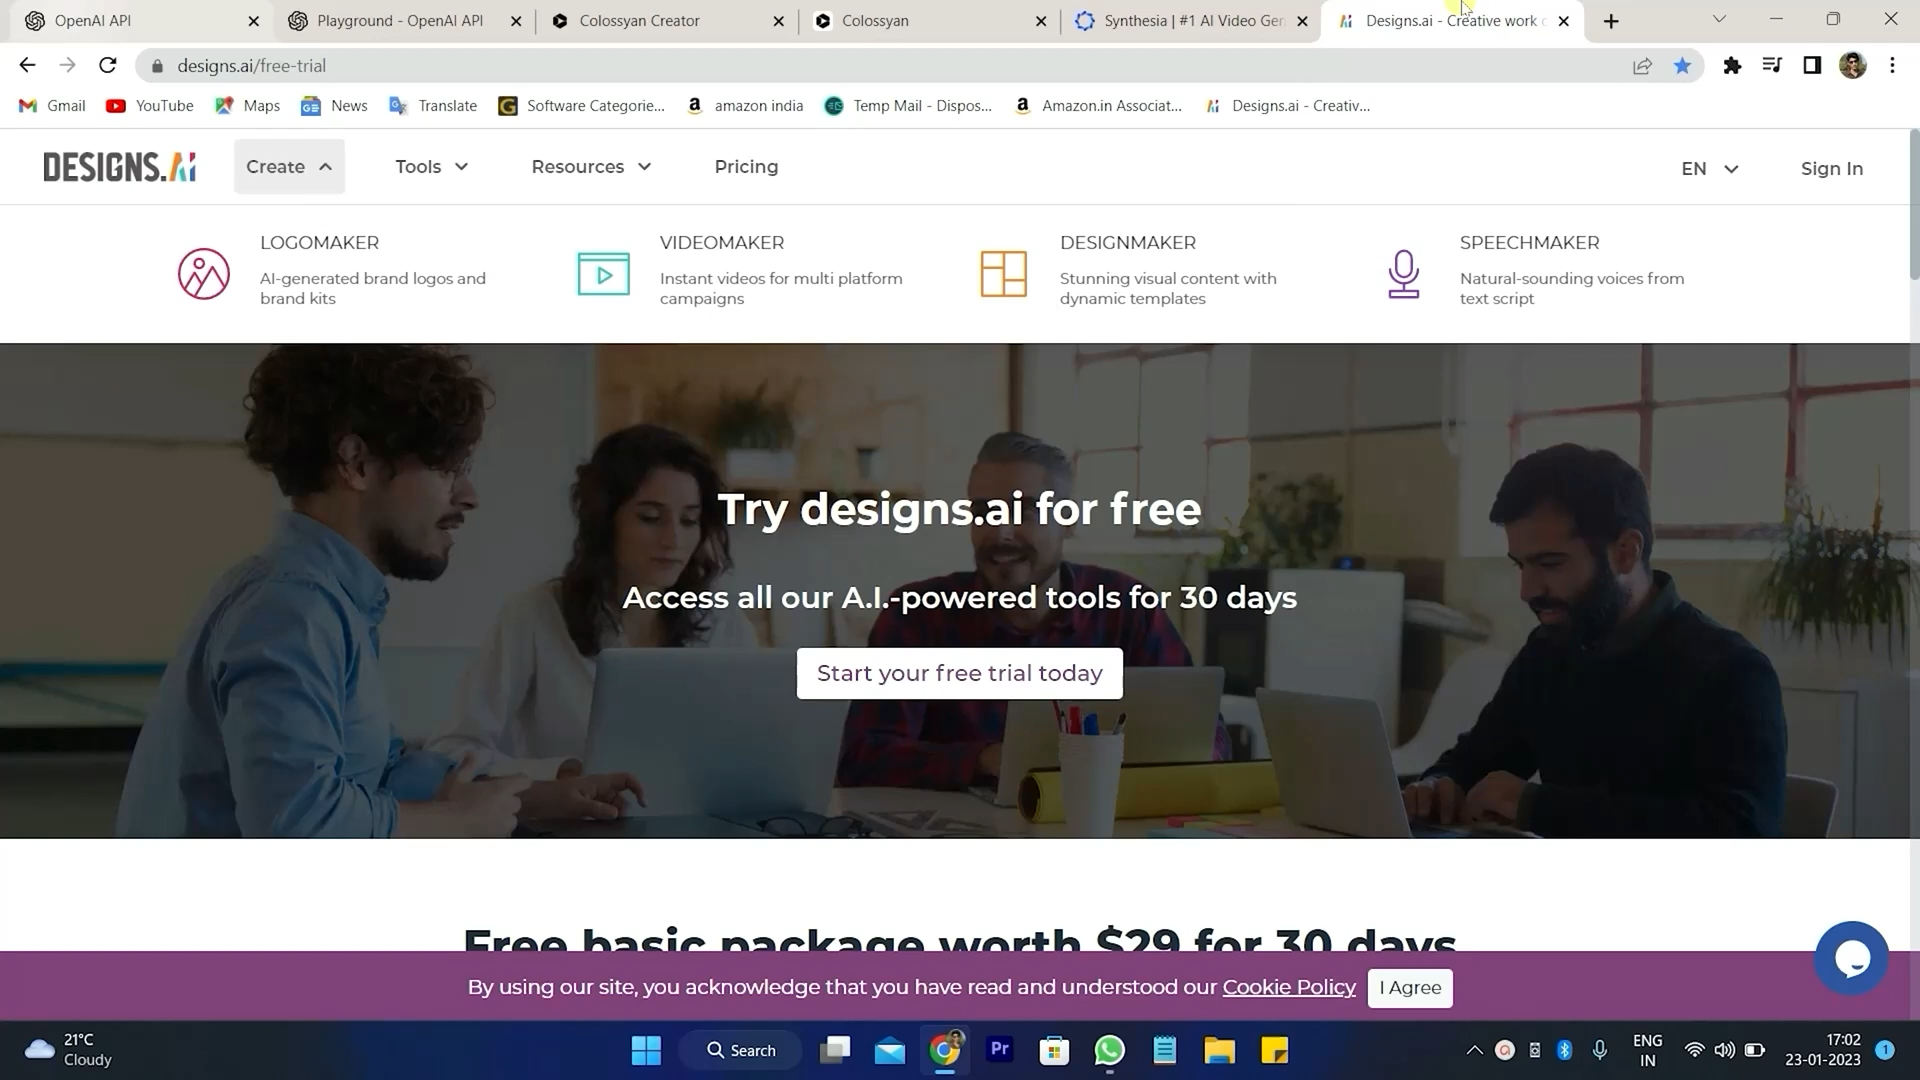 OpenAI API
Playground - OpenAI API
Colossyan Creator
Colossyan
Synthesia | #1 AI Video Gen
Designs.ai - Creative work
designs.ai/free-trial
Gmail
YouTube
Maps
News
Translate
Software Categorie...
amazon india
Temp Mail - Dispos...
Amazon.in Associat...
Designs.ai - Creativ...
DESIGNS.Ai
Create
Tools
Resources
Pricing
EN
Sign In
LOGOMAKER
AI-generated brand logos and
brand kits
VIDEOMAKER
Instant videos for multi platform
campaigns
DESIGNMAKER
Stunning visual content with
dynamic templates
SPEECHMAKER
Natural-sounding voices from
text script
Try designs.ai for free
Access all our A.I.-powered tools for 30 days
Start your free trial today
Free basic package worth $29 for 30 days
By using our site, you acknowledge that you have read and understood our Cookie Policy
I Agree
21°C
Cloudy
Search
Pr
ENG
IN
17:02
23-01-2023
1